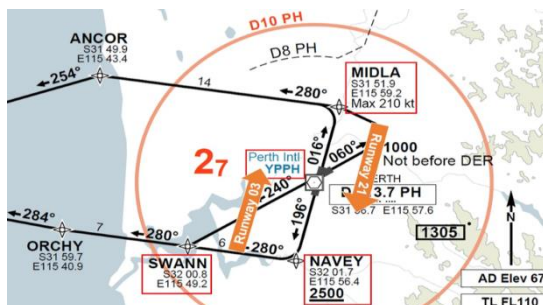 D10 PH
D8 PH
ANCOR
S31 49.9
E115 43.4
254°
14
280°
MIDLA
S31 51.9
E115 59.2
Max 210 kt
016°
060°
1000
Not before DER
Runway 21
27
Perth Intl
YPPH
240°
Runway 03
3.7 PH
E115 57.6
196°
284°
7
280°
ORCHY
S31 59.7
E115 40.9
SWANN
S32 00.8
E115 49.2
6
280°
NAVEY
S32 01.7
E115 56.4
2500
1305
N
AD Elev 67
TL FL110